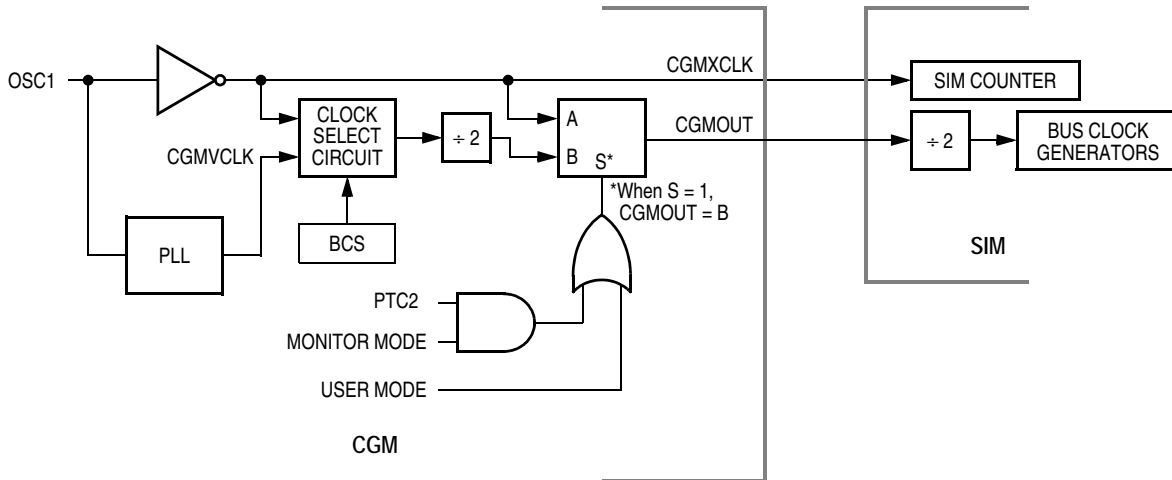 OSC1
CGMXCLK
SIM COUNTER
CLOCK
SELECT
CIRCUIT
÷ 2
A
B
S*
CGMOUT
÷ 2
BUS CLOCK
GENERATORS
CGMVCLK
*When S = 1,
CGMOUT = B
BCS
PLL
SIM
PTC2
MONITOR MODE
USER MODE
CGM